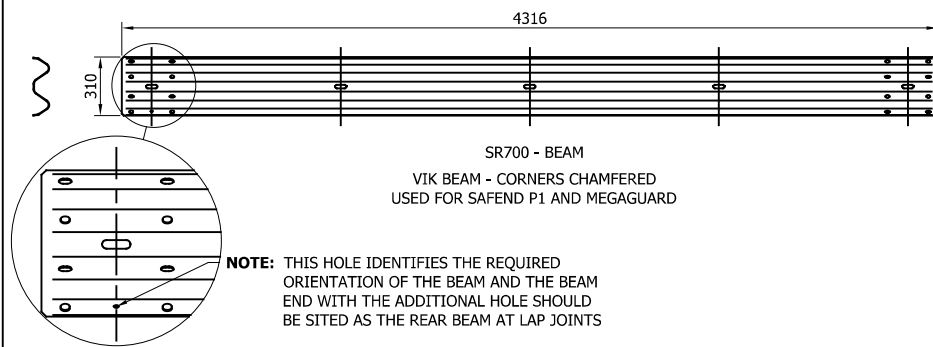 4316
310
SR700 - BEAM
VIK BEAM - CORNERS CHAMFERED
USED FOR SAFEND P1 AND MEGAGUARD
NOTE: THIS HOLE IDENTIFIES THE REQUIRED
ORIENTATION OF THE BEAM AND THE BEAM
END WITH THE ADDITIONAL HOLE SHOULD
BE SITED AS THE REAR BEAM AT LAP JOINTS